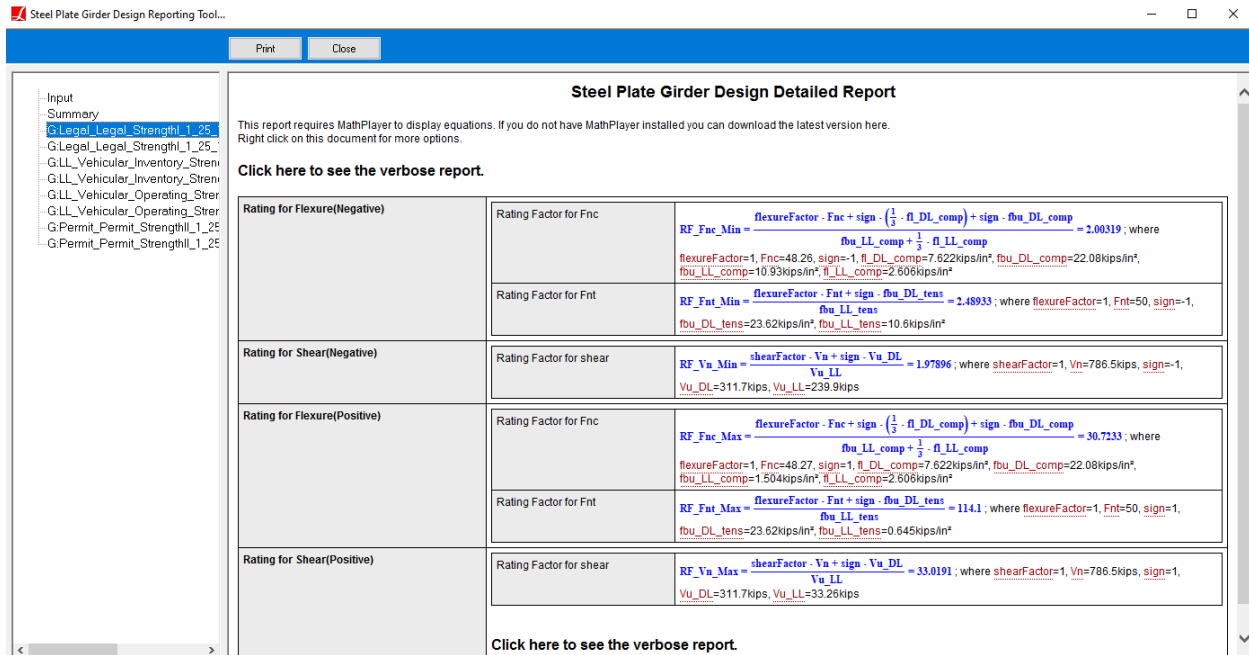 Steel Plate Girder Design Reporting Tool...
Print
Close
Input
Summary
G:Legal_Legal_StrengthI_1_25_
G:Legal_Legal_StrengthI_1_25_
G:LL_Vehicular_Inventory_Stren
G:LL_Vehicular_Inventory_Stren
G:LL_Vehicular_Operating_Stren
G:LL_Vehicular_Operating_Stren
G:Permit_Permit_StrengthII_1_25
G:Permit_Permit_StrengthII_1_25
Steel Plate Girder Design Detailed Report
This report requires MathPlayer to display equations. If you do not have MathPlayer installed you can download the latest version here.
Right click on this document for more options.
Click here to see the verbose report.
Rating for Flexure(Negative)
Rating Factor for Fnc
RF_Fnc_Min = (flexureFactor · Fnc + sign · (1/3 · fl_DL_comp) + sign · fbu_DL_comp) / (fbu_LL_comp + 1/3 · fl_LL_comp) = 2.00319 ; where
flexureFactor=1, Fnc=48.26, sign=-1, fl_DL_comp=7.622kips/in², fbu_DL_comp=22.08kips/in²,
fbu_LL_comp=10.93kips/in², fl_LL_comp=2.606kips/in²
Rating Factor for Fnt
RF_Fnt_Min = (flexureFactor · Fnt + sign · fbu_DL_tens) / fbu_LL_tens = 2.48933 ; where flexureFactor=1, Fnt=50, sign=-1,
fbu_DL_tens=23.62kips/in², fbu_LL_tens=10.6kips/in²
Rating for Shear(Negative)
Rating Factor for shear
RF_Vn_Min = (shearFactor · Vn + sign · Vu_DL) / Vu_LL = 1.97896 ; where shearFactor=1, Vn=786.5kips, sign=-1,
Vu_DL=311.7kips, Vu_LL=239.9kips
Rating for Flexure(Positive)
Rating Factor for Fnc
RF_Fnc_Max = (flexureFactor · Fnc + sign · (1/3 · fl_DL_comp) + sign · fbu_DL_comp) / (fbu_LL_comp + 1/3 · fl_LL_comp) = 30.7233 ; where
flexureFactor=1, Fnc=48.27, sign=1, fl_DL_comp=7.622kips/in², fbu_DL_comp=22.08kips/in²,
fbu_LL_comp=1.504kips/in², fl_LL_comp=2.606kips/in²
Rating Factor for Fnt
RF_Fnt_Max = (flexureFactor · Fnt + sign · fbu_DL_tens) / fbu_LL_tens = 114.1 ; where flexureFactor=1, Fnt=50, sign=1,
fbu_DL_tens=23.62kips/in², fbu_LL_tens=0.645kips/in²
Rating for Shear(Positive)
Rating Factor for shear
RF_Vn_Max = (shearFactor · Vn + sign · Vu_DL) / Vu_LL = 33.0191 ; where shearFactor=1, Vn=786.5kips, sign=1,
Vu_DL=311.7kips, Vu_LL=33.26kips
Click here to see the verbose report.